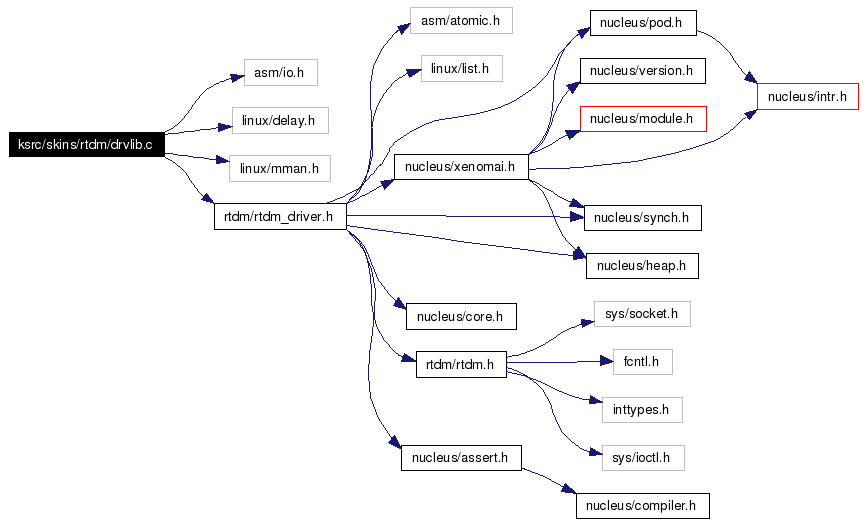 ksrc/skins/rtdm/drvlib.c
asm/io.h
linux/delay.h
linux/mman.h
rtdm/rtdm_driver.h
asm/atomic.h
linux/list.h
nucleus/xenomai.h
nucleus/core.h
rtdm/rtdm.h
nucleus/assert.h
nucleus/pod.h
nucleus/version.h
nucleus/module.h
nucleus/synch.h
nucleus/heap.h
sys/socket.h
fcntl.h
inttypes.h
sys/ioctl.h
nucleus/compiler.h
nucleus/intr.h